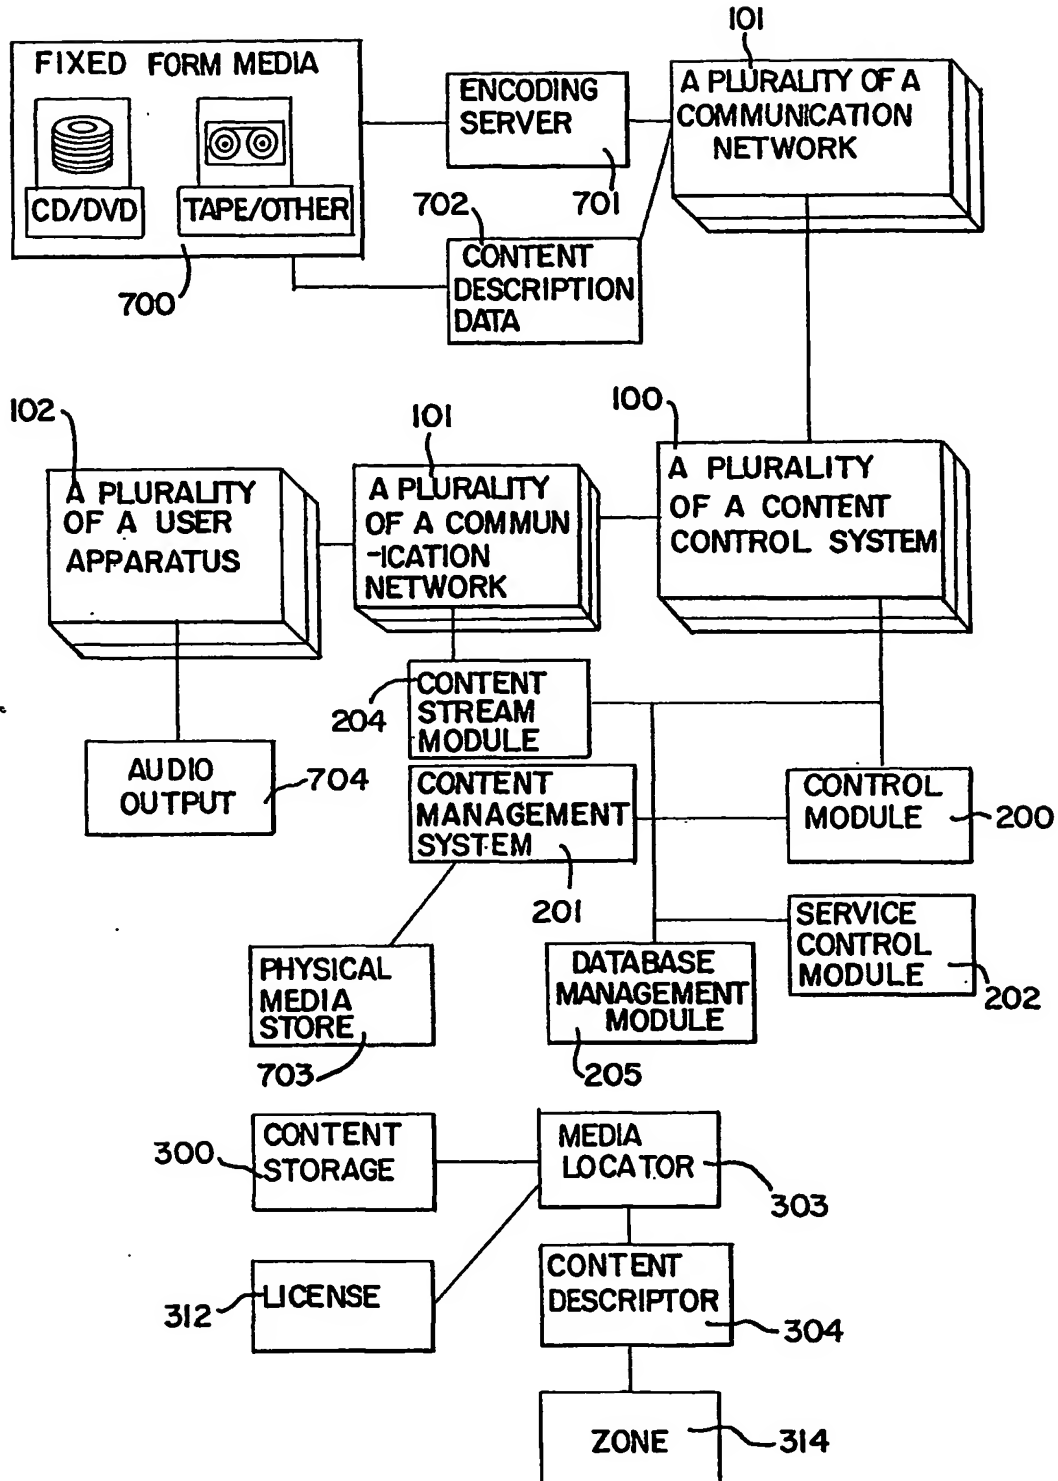 101
FIXED FORM MEDIA
CD/DVD
TAPE/OTHER
700
ENCODING
SERVER
701
A PLURALITY OF A
COMMUNICATION
NETWORK
702
CONTENT
DESCRIPTION
DATA
102
A PLURALITY
OF A USER
APPARATUS
101
A PLURALITY
OF A COMMUN
-ICATION
NETWORK
100
A PLURALITY
OF A CONTENT
CONTROL SYSTEM
204
CONTENT
STREAM
MODULE
AUDIO
OUTPUT
704
CONTENT
MANAGEMENT
SYSTEM
201
CONTROL
MODULE
200
SERVICE
CONTROL
MODULE
202
PHYSICAL
MEDIA
STORE
703
DATABASE
MANAGEMENT
MODULE
205
300
CONTENT
STORAGE
MEDIA
LOCATOR
303
312
LICENSE
CONTENT
DESCRIPTOR
304
ZONE
314